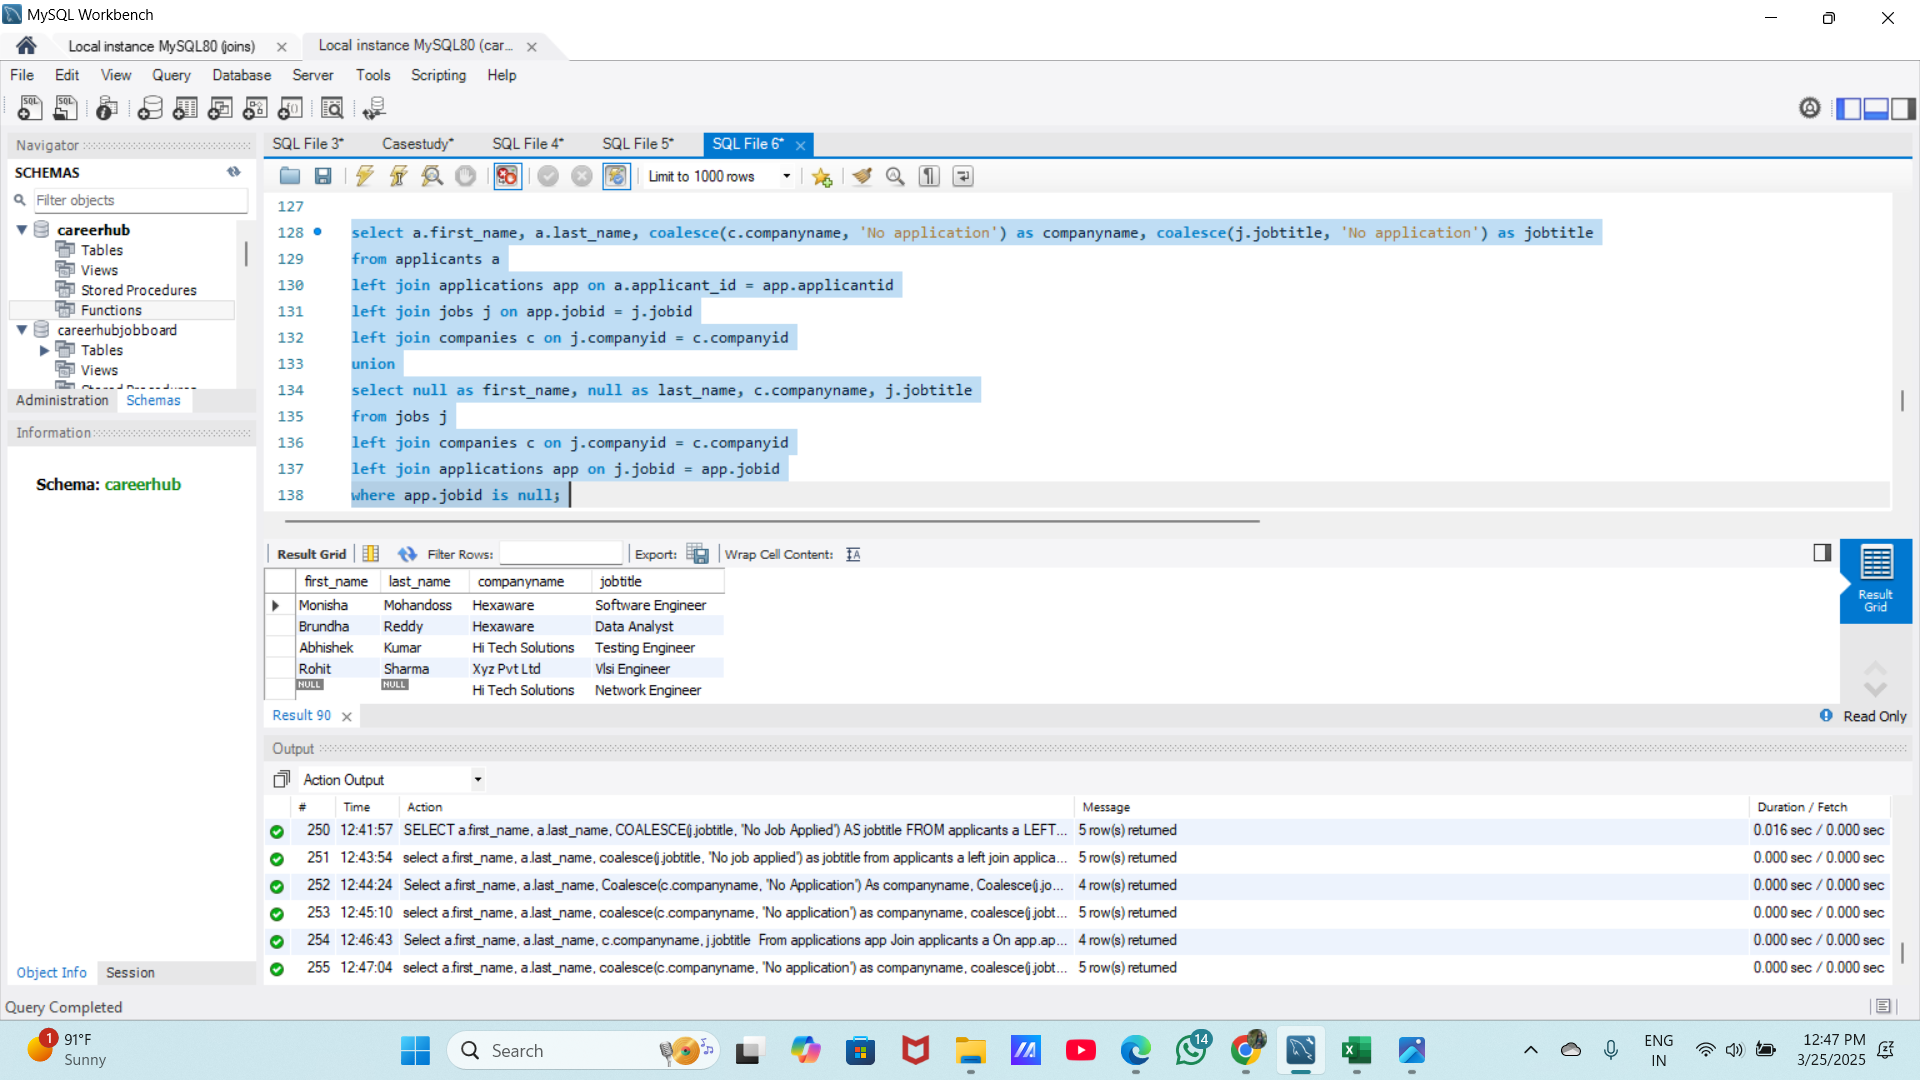 MySQL Workbench
Local instance MySQL80 (joins)
Local instance MySQL80 (car...
File Edit View Query Database Server Tools Scripting Help
Navigator
SCHEMAS
Filter objects
careerhub
Tables
Views
Stored Procedures
Functions
careerhubjobboard
Tables
Views
Administration Schemas
Information
Schema: careerhub
Object Info Session
SQL File 3* Casestudy* SQL File 4* SQL File 5* SQL File 6*
Limit to 1000 rows
127
128 select a.first_name, a.last_name, coalesce(c.companyname, 'No application') as companyname, coalesce(j.jobtitle, 'No application') as jobtitle
129 from applicants a
130 left join applications app on a.applicant_id = app.applicantid
131 left join jobs j on app.jobid = j.jobid
132 left join companies c on j.companyid = c.companyid
133 union
134 select null as first_name, null as last_name, c.companyname, j.jobtitle
135 from jobs j
136 left join companies c on j.companyid = c.companyid
137 left join applications app on j.jobid = app.jobid
138 where app.jobid is null;
Result Grid Filter Rows: Export: Wrap Cell Content:
first_name last_name companyname jobtitle
Monisha Mohandoss Hexaware Software Engineer
Brundha Reddy Hexaware Data Analyst
Abhishek Kumar Hi Tech Solutions Testing Engineer
Rohit Sharma Xyz Pvt Ltd Vlsi Engineer
NULL NULL Hi Tech Solutions Network Engineer
Result Grid
Result 90
Read Only
Output
Action Output
# Time Action Message Duration / Fetch
250 12:41:57 SELECT a.first_name, a.last_name, COALESCE(j.jobtitle, 'No Job Applied') AS jobtitle FROM applicants a LEFT... 5 row(s) returned 0.016 sec / 0.000 sec
251 12:43:54 select a.first_name, a.last_name, coalesce(j.jobtitle, 'No job applied') as jobtitle from applicants a left join applica... 5 row(s) returned 0.000 sec / 0.000 sec
252 12:44:24 Select a.first_name, a.last_name, Coalesce(c.companyname, 'No Application') As companyname, Coalesce(j.jo... 4 row(s) returned 0.000 sec / 0.000 sec
253 12:45:10 select a.first_name, a.last_name, coalesce(c.companyname, 'No application') as companyname, coalesce(j.jobt... 5 row(s) returned 0.000 sec / 0.000 sec
254 12:46:43 Select a.first_name, a.last_name, c.companyname, j.jobtitle From applications app Join applicants a On app.ap... 4 row(s) returned 0.000 sec / 0.000 sec
255 12:47:04 select a.first_name, a.last_name, coalesce(c.companyname, 'No application') as companyname, coalesce(j.jobt... 5 row(s) returned 0.000 sec / 0.000 sec
Query Completed
1
91°F
Sunny
Search
14
ENG
IN
12:47 PM
3/25/2025